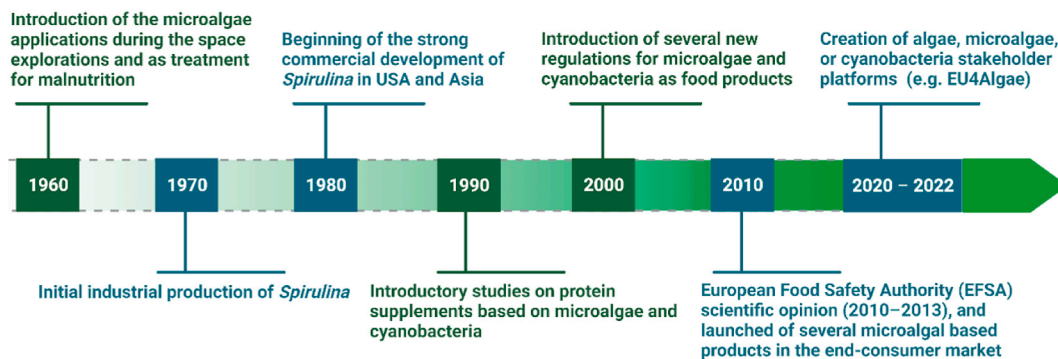 Introduction of the microalgae
applications during the space
explorations and as treatment
for malnutrition
Beginning of the strong
commercial development of
Spirulina in USA and Asia
Introduction of several new
regulations for microalgae and
cyanobacteria as food products
Creation of algae, microalgae,
or cyanobacteria stakeholder
platforms (e.g. EU4Algae)
1960
1970
1980
1990
2000
2010
2020 – 2022
Initial industrial production of Spirulina
Introductory studies on protein
supplements based on microalgae and
cyanobacteria
European Food Safety Authority (EFSA)
scientific opinion (2010–2013), and
launched of several microalgal based
products in the end-consumer market